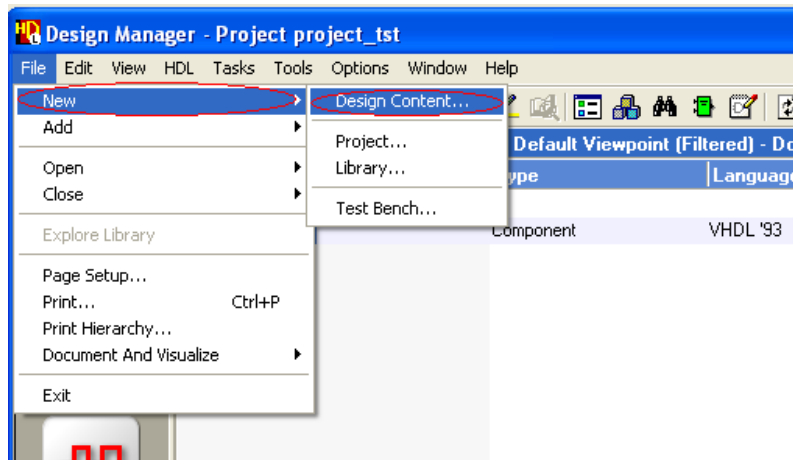 Design Manager - Project project_tst
File Edit View HDL Tasks Tools Options Window Help
New
Design Content...
Add
Project...
Default Viewpoint (Filtered) - Do
Open
Library...
ype
Languag
Close
Test Bench...
Explore Library
Component
VHDL '93
Page Setup...
Print... Ctrl+P
Print Hierarchy...
Document And Visualize
Exit